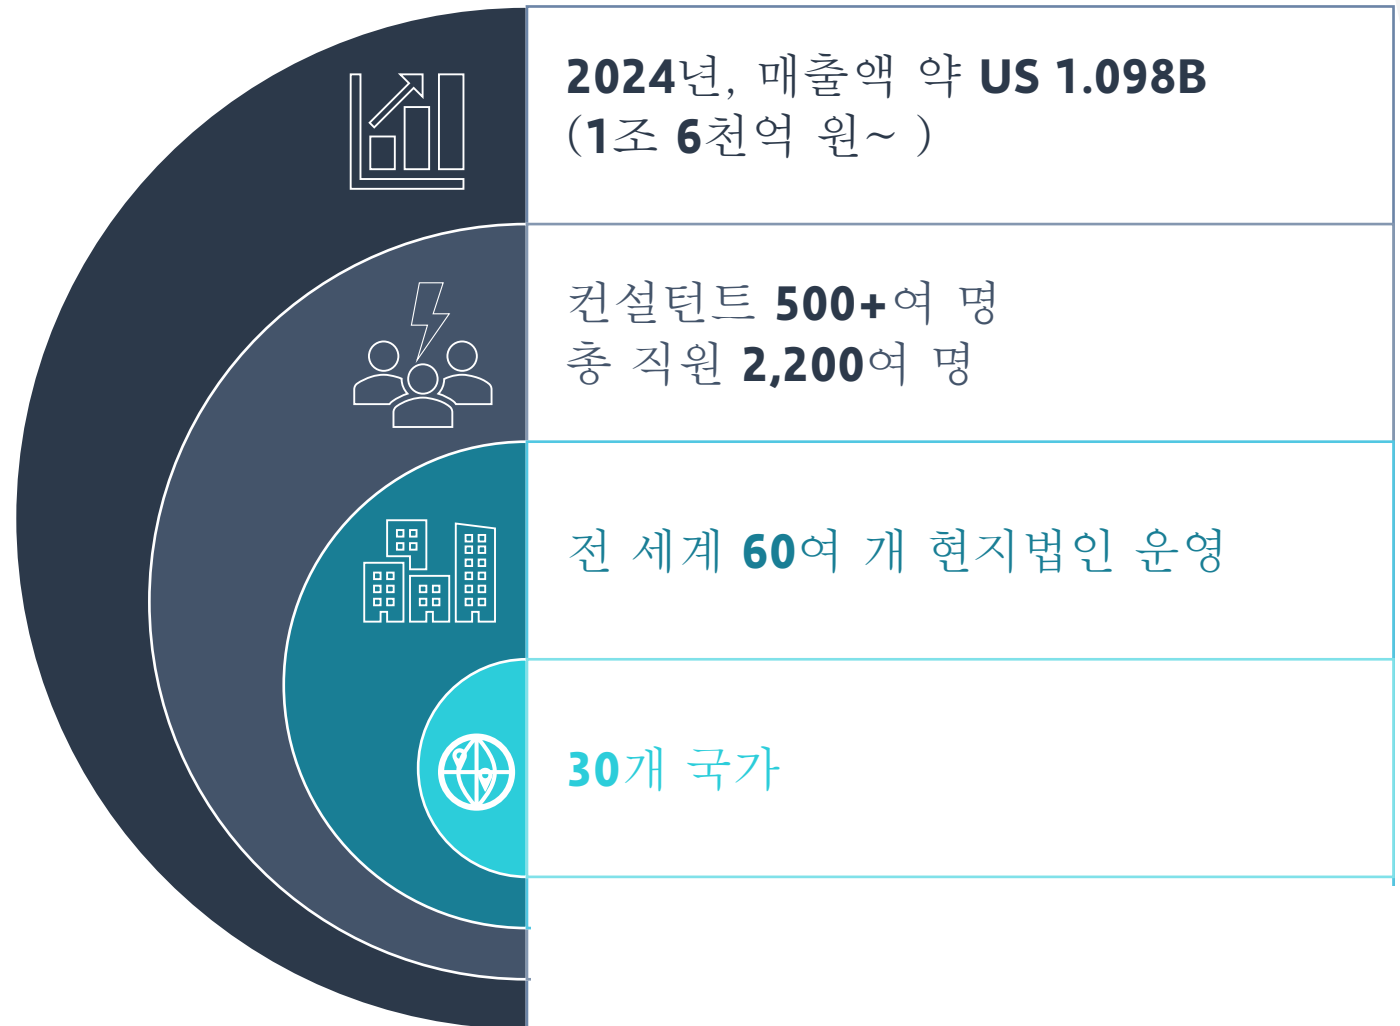 2024년, 매출액 약 US 1.098B
(1조 6천억 원~ )
컨설턴트 500+여 명
총 직원 2,200여 명
전 세계 60여 개 현지법인 운영
30개 국가